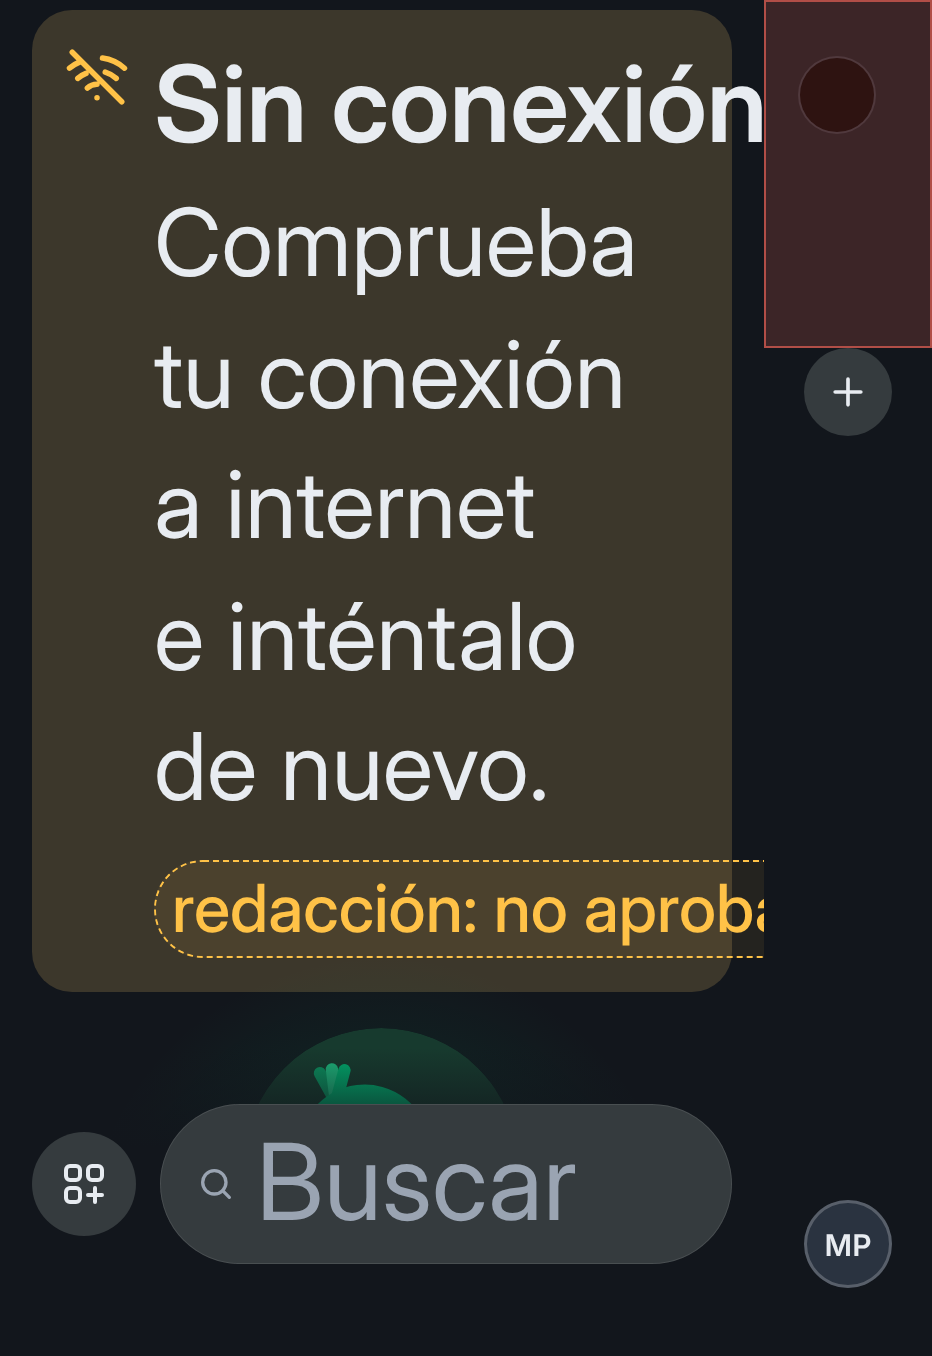 Sin conexión
Comprueba
tu conexión
a internet
e inténtalo
de nuevo.
redacción: no
Buscar
MP